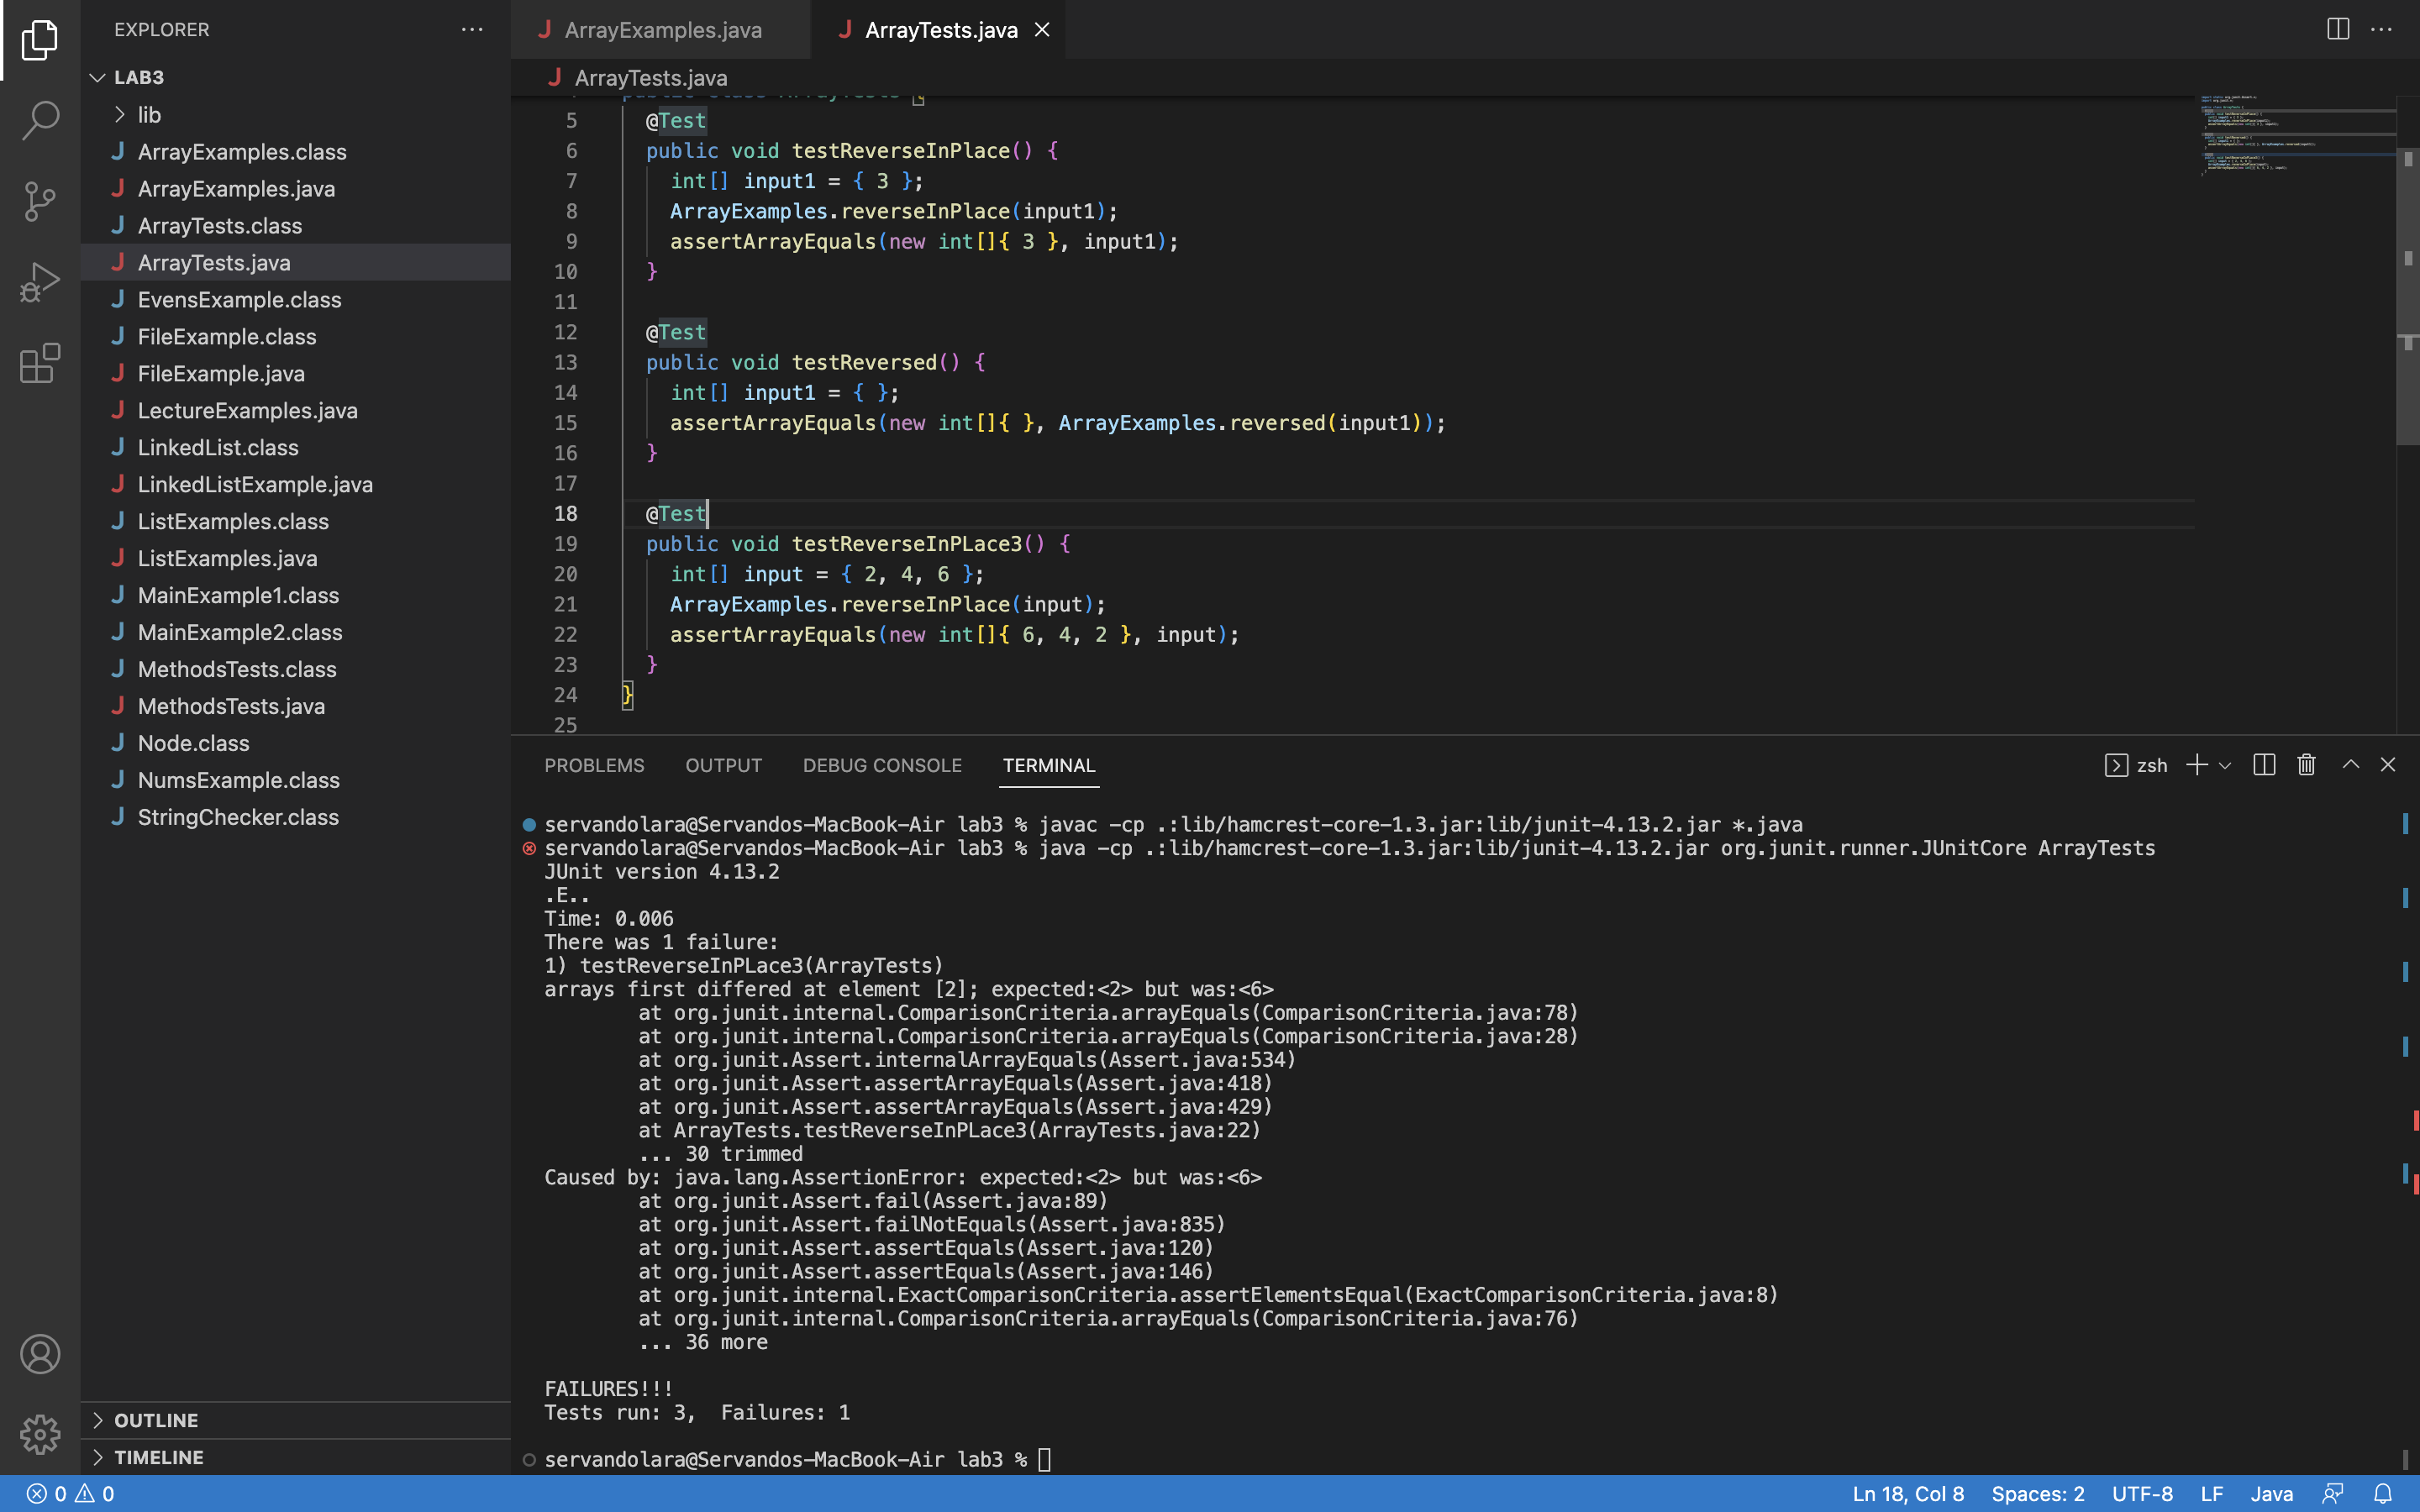 EXPLORER
LAB3
lib
ArrayExamples.class
ArrayExamples.java
ArrayTests.class
ArrayTests.java
EvensExample.class
FileExample.class
FileExample.java
LectureExamples.java
LinkedList.class
LinkedListExample.java
ListExamples.class
ListExamples.java
MainExample1.class
MainExample2.class
MethodsTests.class
MethodsTests.java
Node.class
NumsExample.class
StringChecker.class
OUTLINE
TIMELINE
ArrayExamples.java
ArrayTests.java
ArrayTests.java
5 @Test
6 public void testReverseInPlace() {
7 int[] input1 = { 3 };
8 ArrayExamples.reverseInPlace(input1);
9 assertArrayEquals(new int[]{ 3 }, input1);
10 }
11
12 @Test
13 public void testReversed() {
14 int[] input1 = { };
15 assertArrayEquals(new int[]{ }, ArrayExamples.reversed(input1));
16 }
17
18 @Test
19 public void testReverseInPLace3() {
20 int[] input = { 2, 4, 6 };
21 ArrayExamples.reverseInPlace(input);
22 assertArrayEquals(new int[]{ 6, 4, 2 }, input);
23 }
24 }
25
PROBLEMS OUTPUT DEBUG CONSOLE TERMINAL zsh
servandolara@Servandos-MacBook-Air lab3 % javac -cp .:lib/hamcrest-core-1.3.jar:lib/junit-4.13.2.jar *.java
servandolara@Servandos-MacBook-Air lab3 % java -cp .:lib/hamcrest-core-1.3.jar:lib/junit-4.13.2.jar org.junit.runner.JUnitCore ArrayTests
JUnit version 4.13.2
.E..
Time: 0.006
There was 1 failure:
1) testReverseInPLace3(ArrayTests)
arrays first differed at element [2]; expected:<2> but was:<6>
at org.junit.internal.ComparisonCriteria.arrayEquals(ComparisonCriteria.java:78)
at org.junit.internal.ComparisonCriteria.arrayEquals(ComparisonCriteria.java:28)
at org.junit.Assert.internalArrayEquals(Assert.java:534)
at org.junit.Assert.assertArrayEquals(Assert.java:418)
at org.junit.Assert.assertArrayEquals(Assert.java:429)
at ArrayTests.testReverseInPLace3(ArrayTests.java:22)
... 30 trimmed
Caused by: java.lang.AssertionError: expected:<2> but was:<6>
at org.junit.Assert.fail(Assert.java:89)
at org.junit.Assert.failNotEquals(Assert.java:835)
at org.junit.Assert.assertEquals(Assert.java:120)
at org.junit.Assert.assertEquals(Assert.java:146)
at org.junit.internal.ExactComparisonCriteria.assertElementsEqual(ExactComparisonCriteria.java:8)
at org.junit.internal.ComparisonCriteria.arrayEquals(ComparisonCriteria.java:76)
... 36 more
FAILURES!!!
Tests run: 3,  Failures: 1
servandolara@Servandos-MacBook-Air lab3 %
0 0
Ln 18, Col 8 Spaces: 2 UTF-8 LF Java